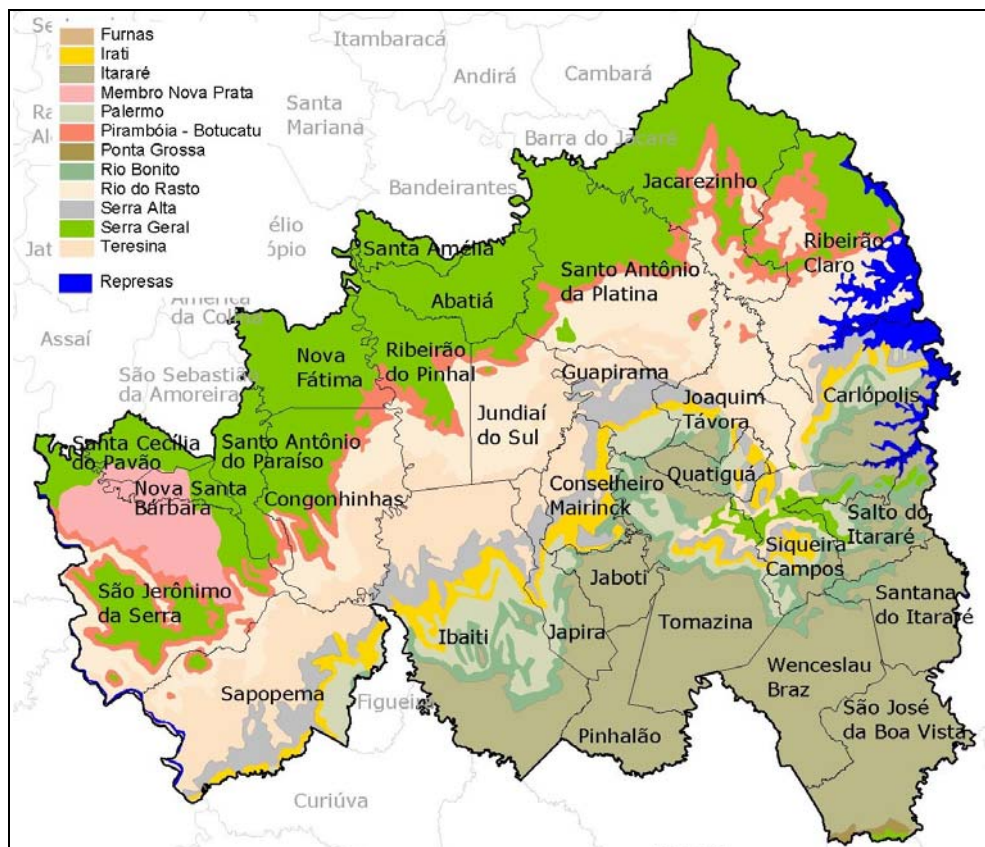 Furnas
Irati
Itararé
Membro Nova Prata
Palermo
Pirambóia - Botucatu
Ponta Grossa
Rio Bonito
Rio do Rasto
Serra Alta
Serra Geral
Teresina
Represas
Itambaracá
Andirá
Cambará
Santa
Mariana
Barra do Jacaré
Bandeirantes
Jacarezinho
Ribeirão
Claro
Santa Amélia
Abatiá
Santo Antônio
da Platina
América
da
Assaí
São Sebastião
da Amoreira
Nova
Fátima
Ribeirão
do Pinhal
Guapirama
Jundiaí
do Sul
Joaquim
Távora
Carlópolis
Santa Cecília
do Pavão
Santo Antônio
do Paraíso
Nova Santa
Bárbara
Congonhinhas
Conselheiro
Mairinck
Quatiguá
Salto do
Itararé
Siqueira
Campos
São Jerônimo
da Serra
Jaboti
Santana
do Itararé
Ibaiti
Japira
Tomazina
Wenceslau
Braz
Sapopema
Figueira
São José
da Boa Vista
Pinhalão
Curiúva